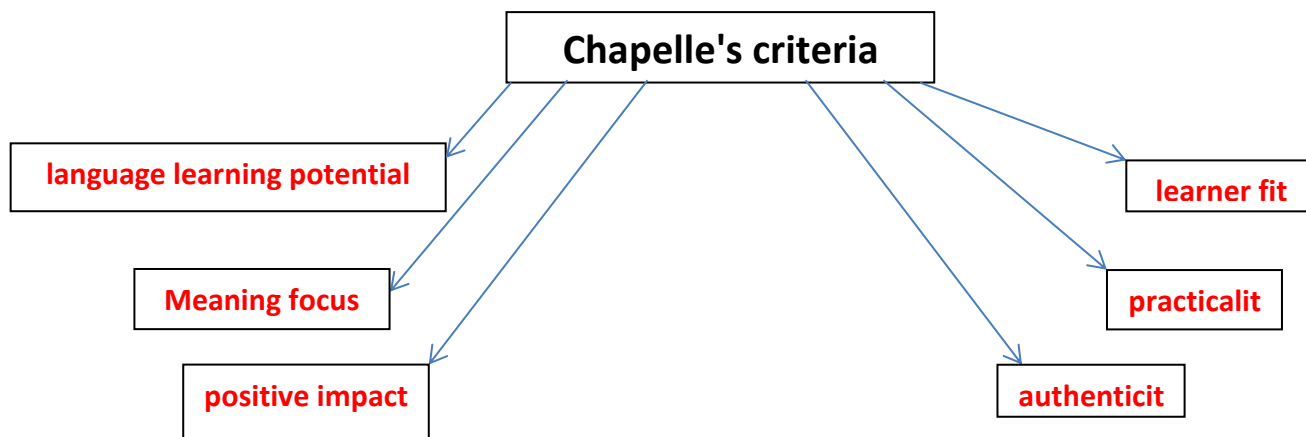 Chapelle's criteria
language learning potential
learner fit
Meaning focus
practicalit
positive impact
authenticit